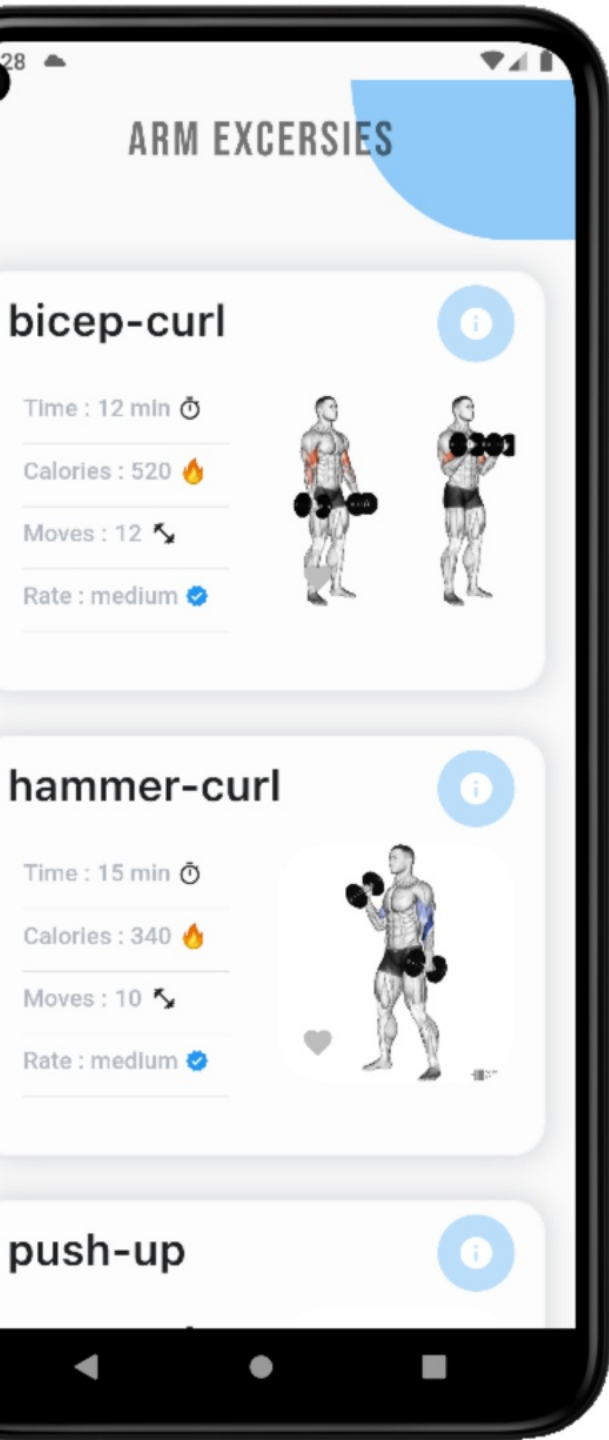 28
ARM EXCERSIES
bicep-curl
Time : 12 min
Calories : 520
Moves : 12
Rate : medium
hammer-curl
Time : 15 min
Calories : 340
Moves : 10
Rate : medium
push-up